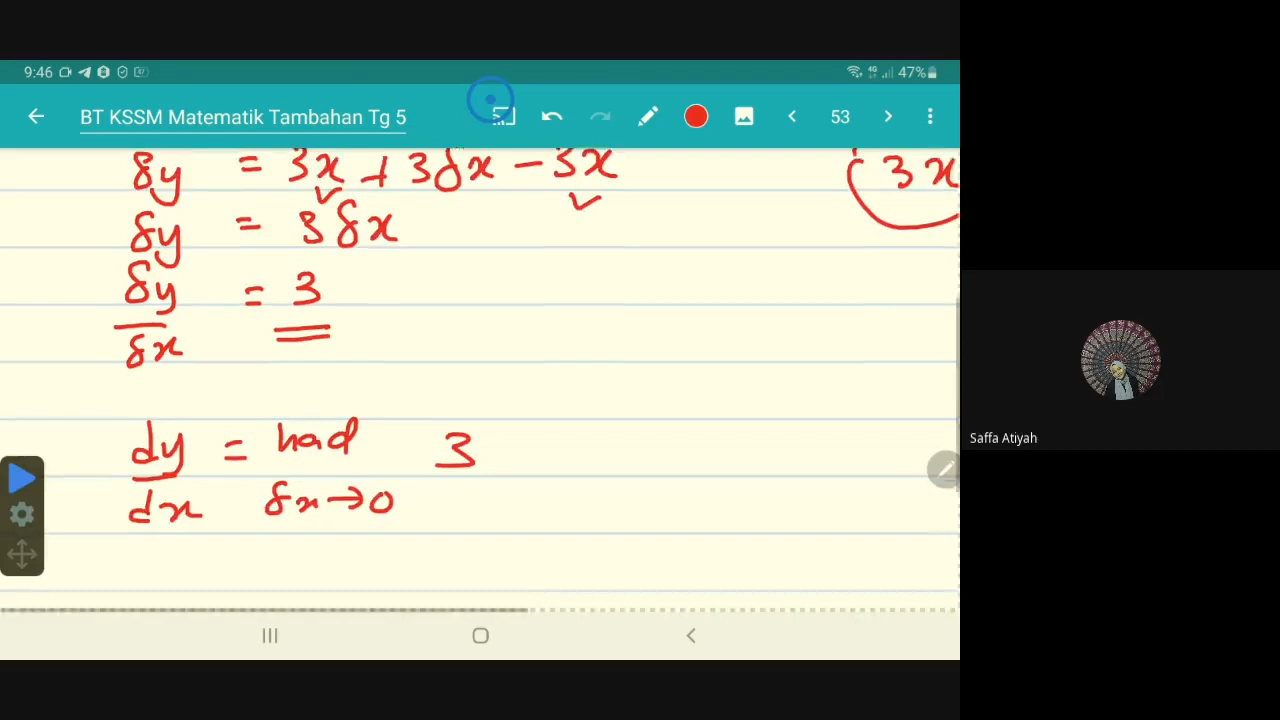 9:46 47%
BT KSSM Matematik Tambahan Tg 5 53
δy = 3x + 3δx − 3x
(3x
δy = 3δx
δy/δx = 3
dy/dx = had δx→0 3
Saffa Atiyah